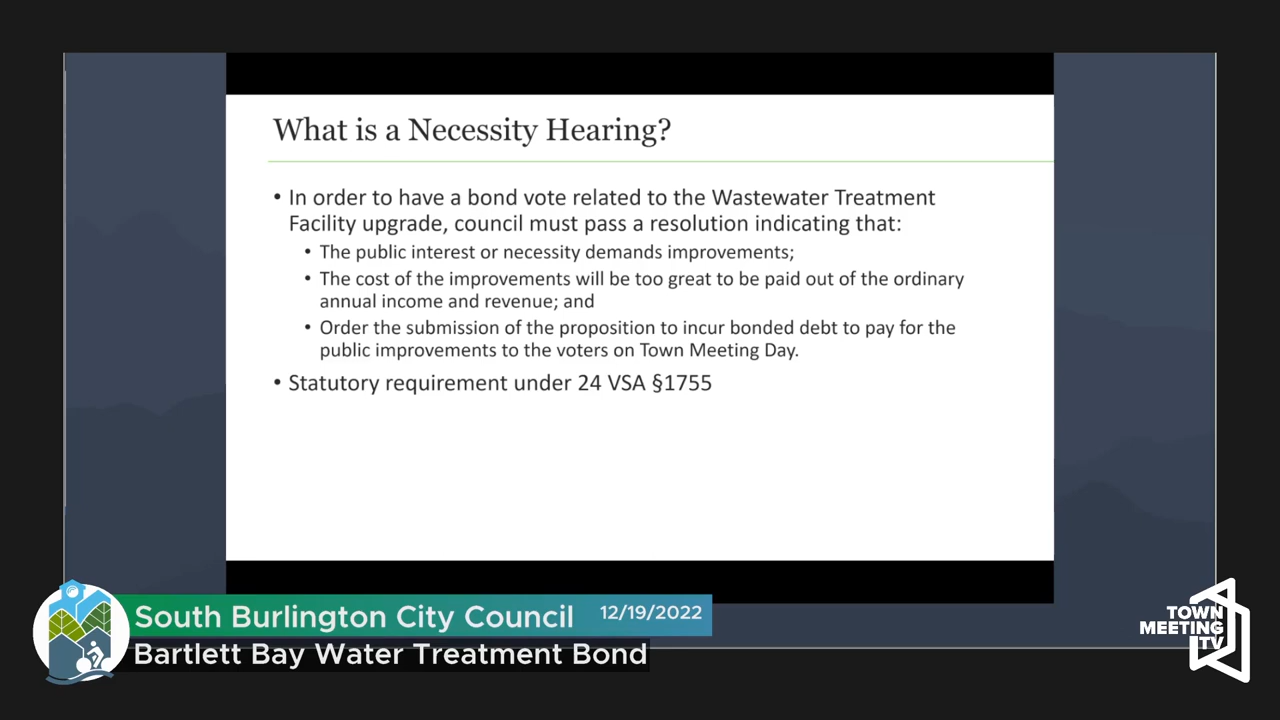 What is a Necessity Hearing?
• In order to have a bond vote related to the Wastewater Treatment
Facility upgrade, council must pass a resolution indicating that:
• The public interest or necessity demands improvements;
• The cost of the improvements will be too great to be paid out of the ordinary
annual income and revenue; and
• Order the submission of the proposition to incur bonded debt to pay for the
public improvements to the voters on Town Meeting Day.
• Statutory requirement under 24 VSA §1755
South Burlington City Council 12/19/2022
Bartlett Bay Water Treatment Bond
TOWN
MEETING
TV